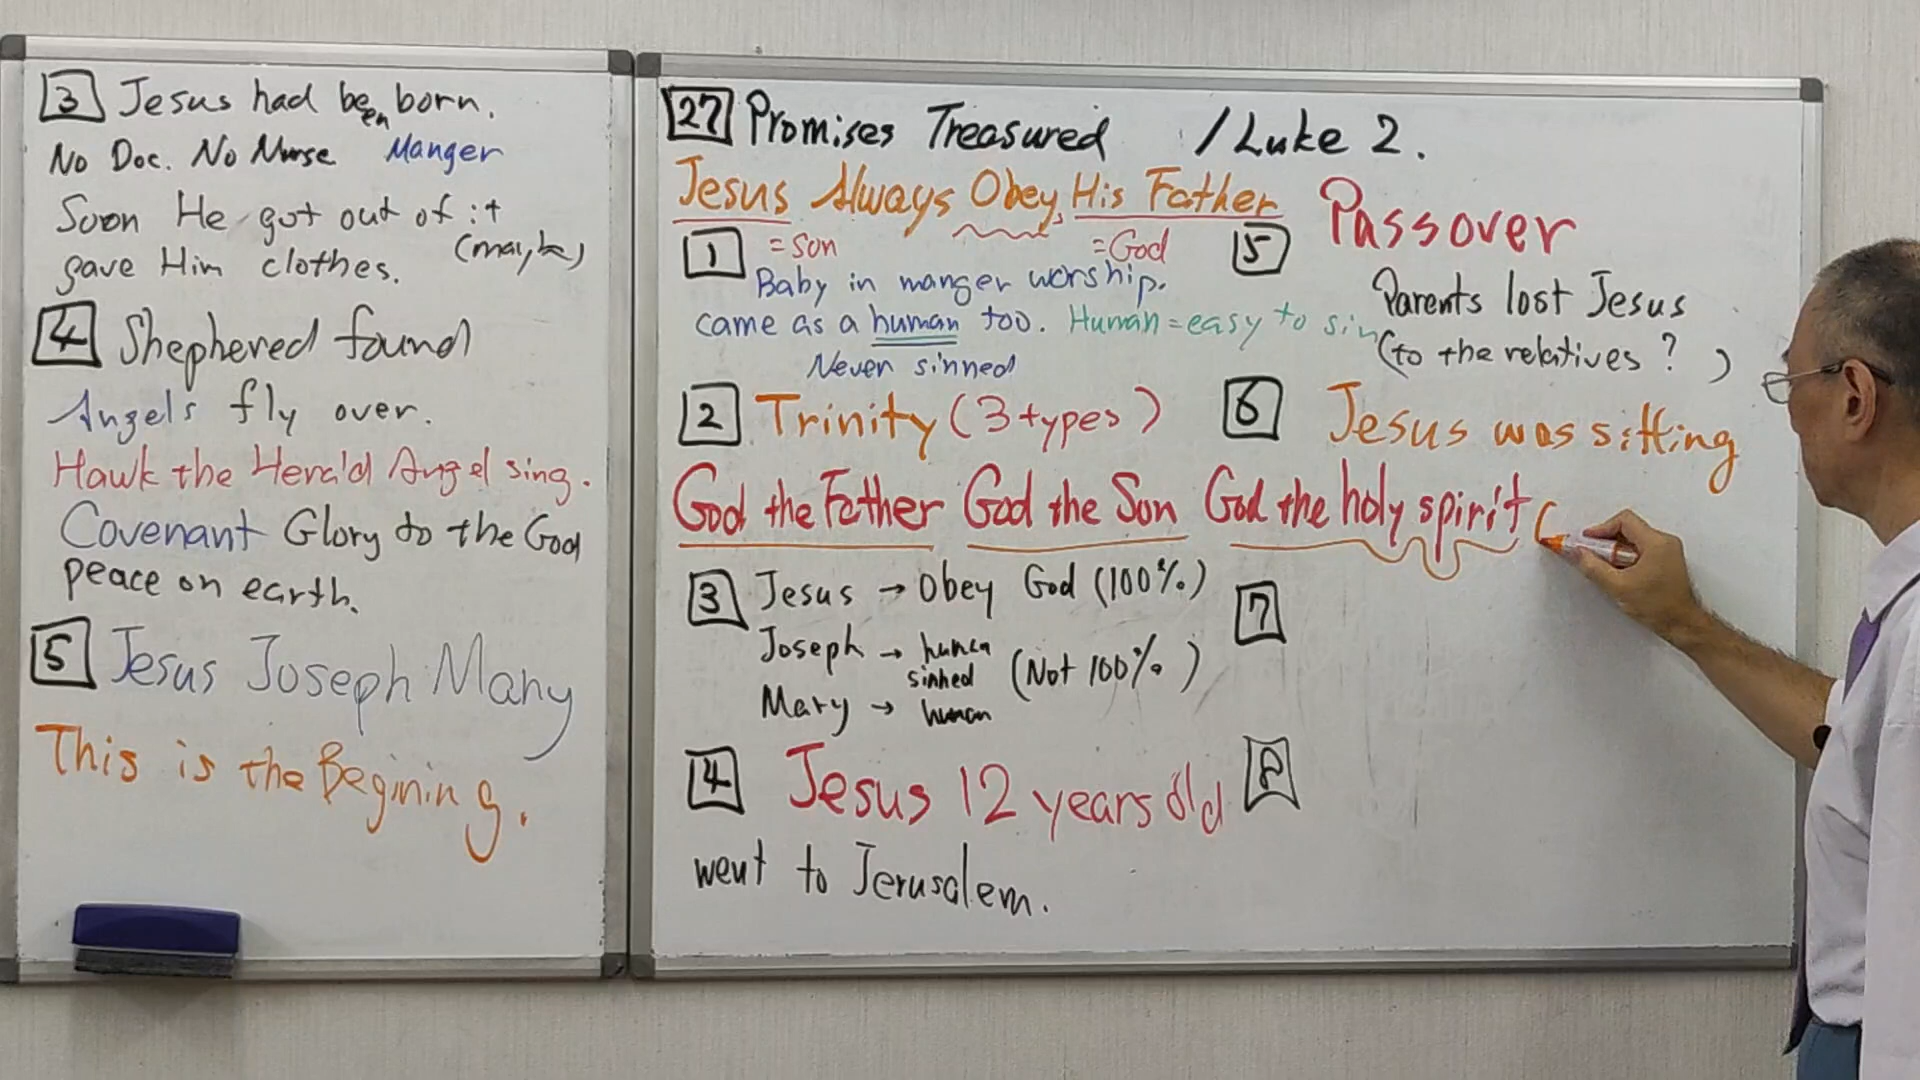 3 Jesus had been born.
No Doc. No Nurse Manger
Soon He got out of it
(maybe)
gave Him clothes.
4 Shephered found
Angels fly over.
Hawk the Herald Angel sing.
Covenant Glory to the God
peace on earth.
5 Jesus Joseph Mary
This is the Begining.
27 Promises Treasured / Luke 2.
Jesus Always Obey, His Father
= Son = God
1 Baby in manger worship.
came as a human too. Human = easy to sin
Never sinned
2 Trinity (3 types)
God the Father God the Son God the holy spirit (
3 Jesus → Obey God (100%)
Joseph → human
sinned (Not 100%)
Mary → human
4 Jesus 12 years old
went to Jerusalem.
5 Passover
Parents lost Jesus
(to the relatives ? )
6 Jesus was sitting
7
8